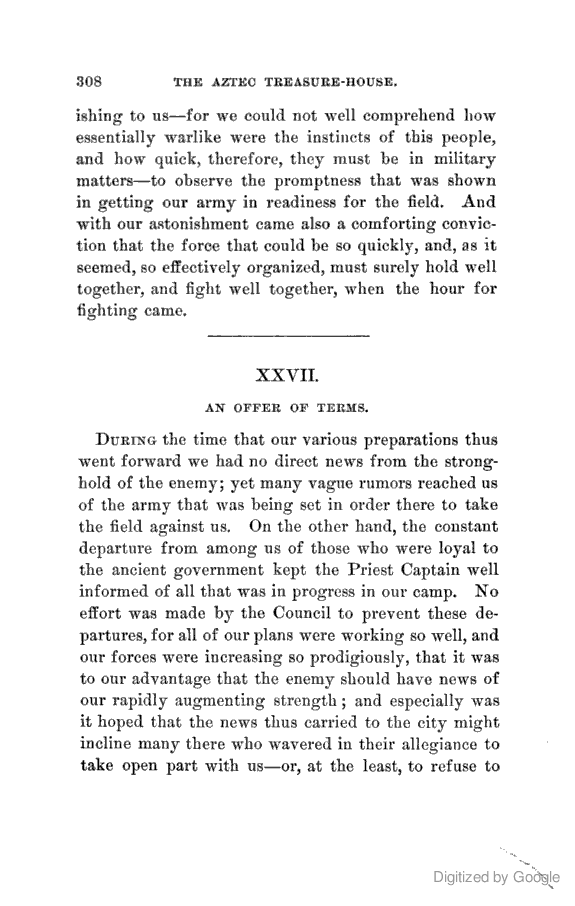 308 THE AZTEC TREASURE-HOUSE.
ishing to us—for we could not well comprehend how
essentially warlike were the instincts of this people,
and how quick, therefore, they must be in military
matters—to observe the promptness that was shown
in getting our army in readiness for the field. And
with our astonishment came also a comforting convic-
tion that the force that could be so quickly, and, as it
seemed, so effectively organized, must surely hold well
together, and fight well together, when the hour for
fighting came.
XXVII.
AN OFFER OF TERMS.
DURING the time that our various preparations thus
went forward we had no direct news from the strong-
hold of the enemy; yet many vague rumors reached us
of the army that was being set in order there to take
the field against us. On the other hand, the constant
departure from among us of those who were loyal to
the ancient government kept the Priest Captain well
informed of all that was in progress in our camp. No
effort was made by the Council to prevent these de-
partures, for all of our plans were working so well, and
our forces were increasing so prodigiously, that it was
to our advantage that the enemy should have news of
our rapidly augmenting strength; and especially was
it hoped that the news thus carried to the city might
incline many there who wavered in their allegiance to
take open part with us—or, at the least, to refuse to
Digitized by Google